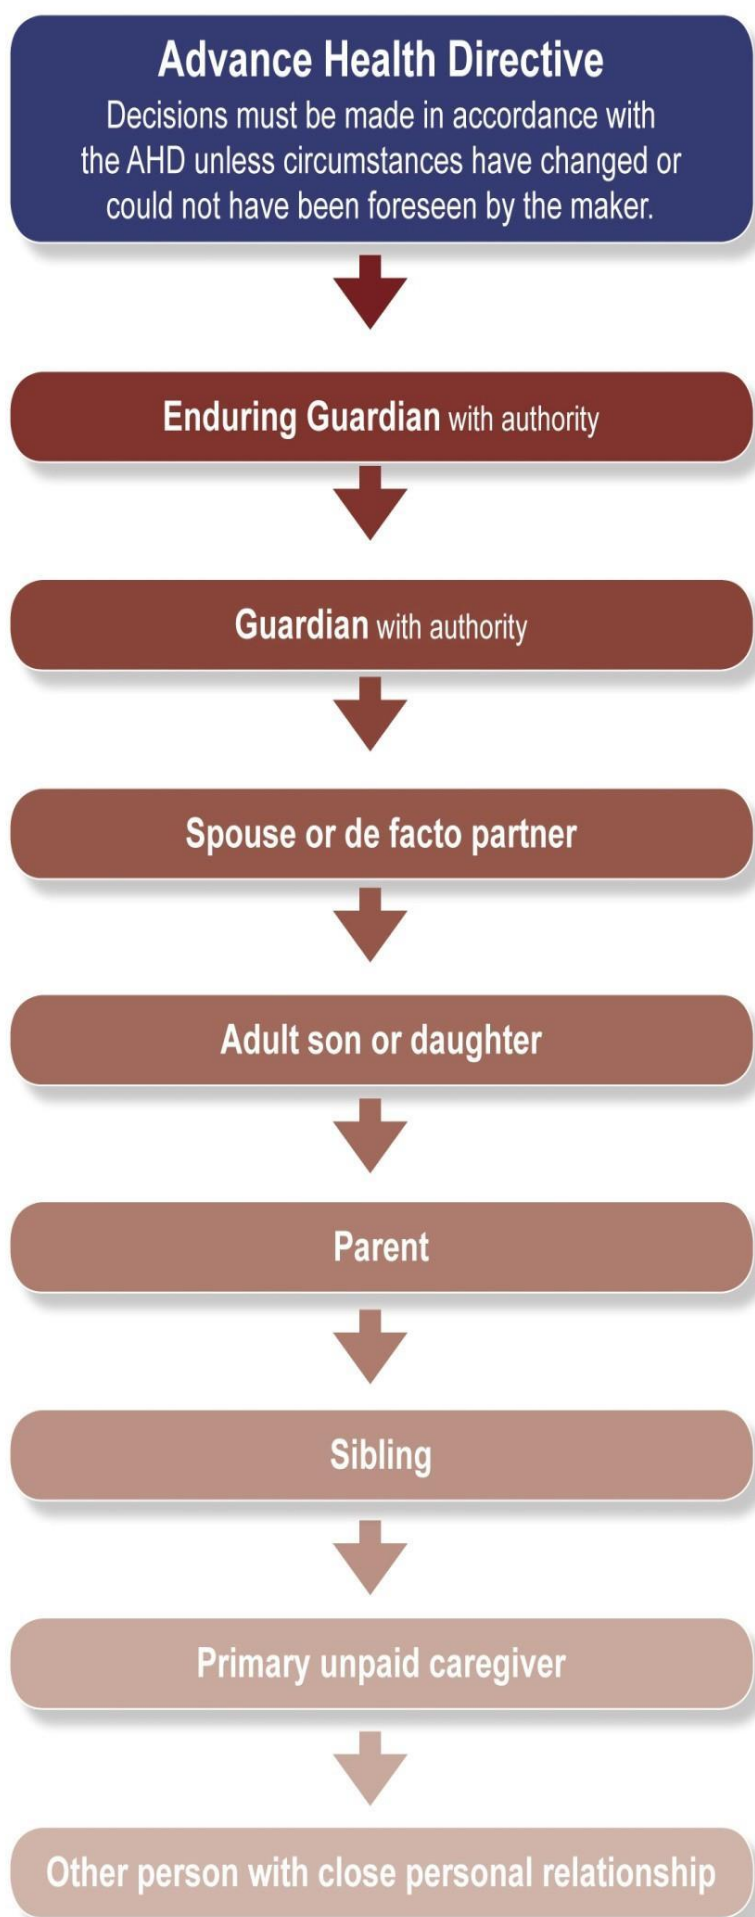 Advance Health Directive
Decisions must be made in accordance with
the AHD unless circumstances have changed or
could not have been foreseen by the maker.
Enduring Guardian with authority
Guardian with authority
Spouse or de facto partner
Adult son or daughter
Parent
Sibling
Primary unpaid caregiver
Other person with close personal relationship